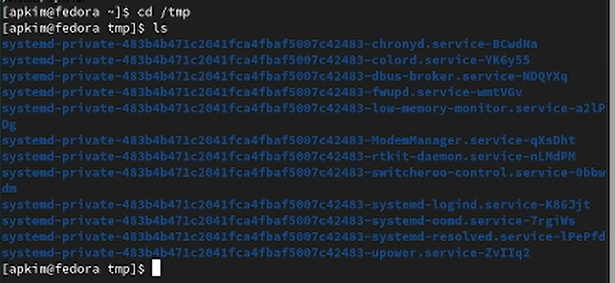 [apkim@fedora ~]$ cd /tmp
[apkim@fedora tmp]$ ls
systemd-private-483b4b471c2041fca4fbaf5007c42483-chronyd.service-BCwdNa
systemd-private-483b4b471c2041fca4fbaf5007c42483-colord.service-YK6y55
systemd-private-483b4b471c2041fca4fbaf5007c42483-dbus-broker.service-NDQYXq
systemd-private-483b4b471c2041fca4fbaf5007c42483-fwupd.service-wmtVGv
systemd-private-483b4b471c2041fca4fbaf5007c42483-low-memory-monitor.service-a2lP
Dg
systemd-private-483b4b471c2041fca4fbaf5007c42483-ModemManager.service-qXsDht
systemd-private-483b4b471c2041fca4fbaf5007c42483-rtkit-daemon.service-nLMdPM
systemd-private-483b4b471c2041fca4fbaf5007c42483-switcheroo-control.service-0bbw
dm
systemd-private-483b4b471c2041fca4fbaf5007c42483-systemd-logind.service-K86Jjt
systemd-private-483b4b471c2041fca4fbaf5007c42483-systemd-oomd.service-7rgiWs
systemd-private-483b4b471c2041fca4fbaf5007c42483-systemd-resolved.service-lPePfd
systemd-private-483b4b471c2041fca4fbaf5007c42483-upower.service-ZvIIq2
[apkim@fedora tmp]$